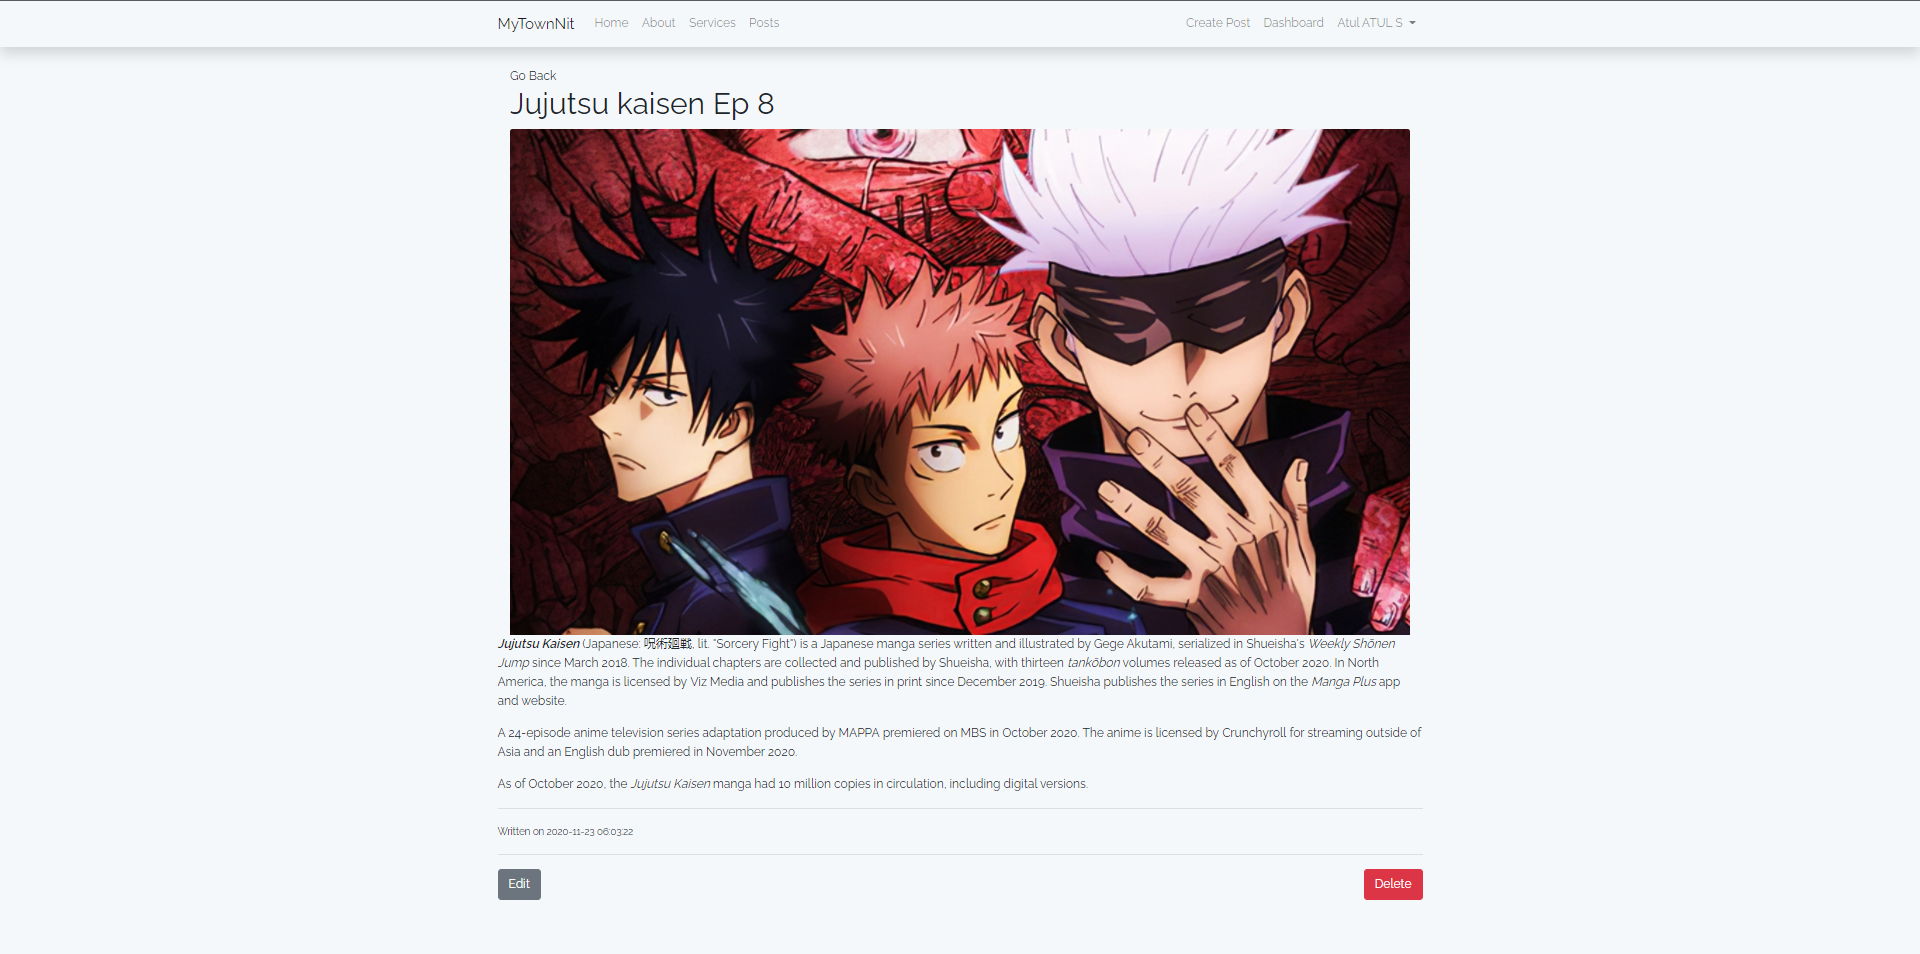 MyTownNit Home About Services Posts Create Post Dashboard Atul ATUL S
Go Back
Jujutsu kaisen Ep 8
Jujutsu Kaisen (Japanese: 呪術廻戦, lit. "Sorcery Fight") is a Japanese manga series written and illustrated by Gege Akutami, serialized in Shueisha's Weekly Shōnen
Jump since March 2018. The individual chapters are collected and published by Shueisha, with thirteen tankōbon volumes released as of October 2020. In North
America, the manga is licensed by Viz Media and publishes the series in print since December 2019. Shueisha publishes the series in English on the Manga Plus app
and website.
A 24-episode anime television series adaptation produced by MAPPA premiered on MBS in October 2020. The anime is licensed by Crunchyroll for streaming outside of
Asia and an English dub premiered in November 2020.
As of October 2020, the Jujutsu Kaisen manga had 10 million copies in circulation, including digital versions.
Written on 2020-11-23 06:03:22
Edit Delete